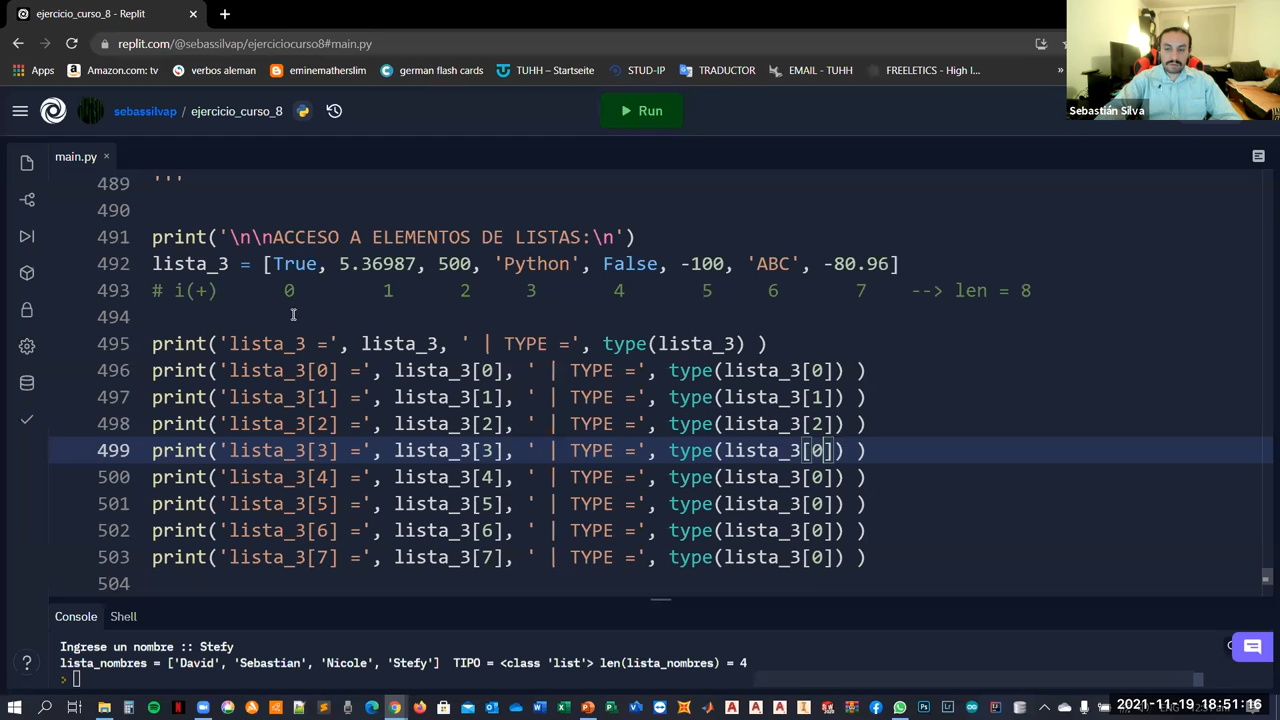 ejercicio_curso_8 - Replit
replit.com/@sebassilvap/ejerciciocurso8#main.py
Apps Amazon.com: tv verbos aleman eminematherslim german flash cards TUHH – Startseite STUD-IP TRADUCTOR EMAIL - TUHH FREELETICS - High I... »
Sebastián Silva
sebassilvap / ejercicio_curso_8
Run
main.py ×
489 '''
490
491 print('\n\nACCESO A ELEMENTOS DE LISTAS:\n')
492 lista_3 = [True, 5.36987, 500, 'Python', False, -100, 'ABC', -80.96]
493 # i(+) 0 1 2 3 4 5 6 7 --> len = 8
494
495 print('lista_3 =', lista_3, ' | TYPE =', type(lista_3) )
496 print('lista_3[0] =', lista_3[0], ' | TYPE =', type(lista_3[0]) )
497 print('lista_3[1] =', lista_3[1], ' | TYPE =', type(lista_3[1]) )
498 print('lista_3[2] =', lista_3[2], ' | TYPE =', type(lista_3[2]) )
499 print('lista_3[3] =', lista_3[3], ' | TYPE =', type(lista_3[0]) )
500 print('lista_3[4] =', lista_3[4], ' | TYPE =', type(lista_3[0]) )
501 print('lista_3[5] =', lista_3[5], ' | TYPE =', type(lista_3[0]) )
502 print('lista_3[6] =', lista_3[6], ' | TYPE =', type(lista_3[0]) )
503 print('lista_3[7] =', lista_3[7], ' | TYPE =', type(lista_3[0]) )
504
Console Shell
Ingrese un nombre :: Stefy
lista_nombres = ['David', 'Sebastian', 'Nicole', 'Stefy'] TIPO = <class 'list'> len(lista_nombres) = 4
2021-11-19 18:51:16